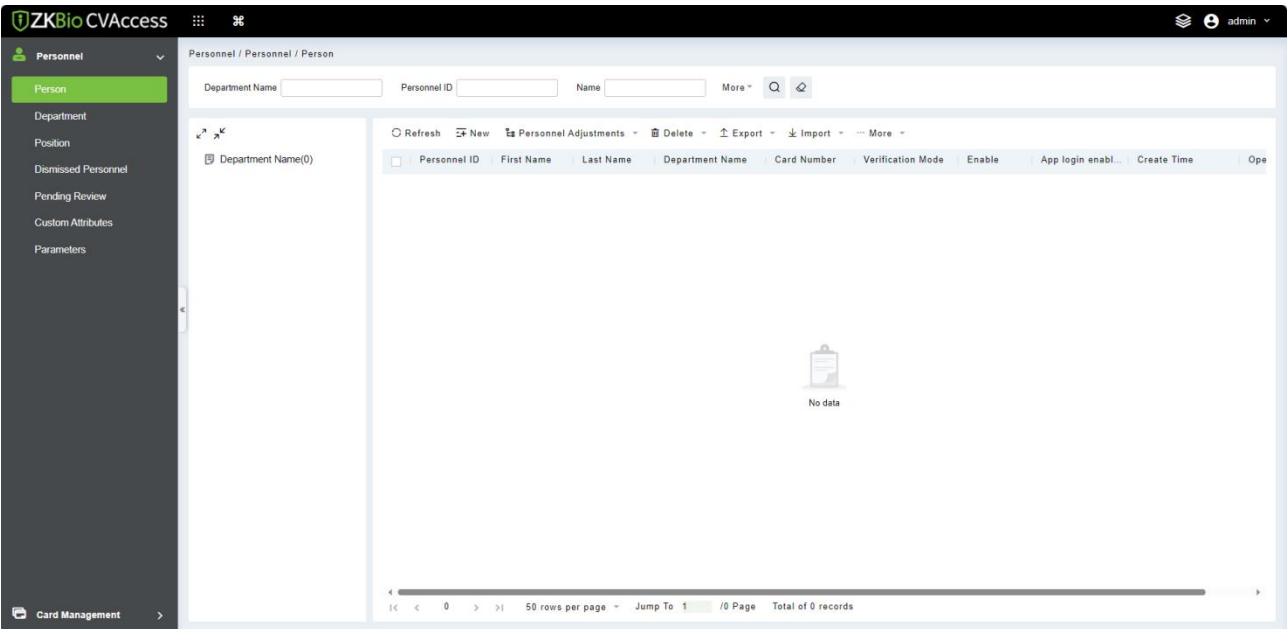 ZKBio CVAccess
admin
Personnel
Person
Department
Position
Dismissed Personnel
Pending Review
Custom Attributes
Parameters
Card Management
Personnel / Personnel / Person
Department Name Personnel ID Name More
Department Name(0)
Refresh New Personnel Adjustments Delete Export Import ··· More
Personnel ID First Name Last Name Department Name Card Number Verification Mode Enable App login enabl... Create Time Ope
No data
0 50 rows per page Jump To 1 /0 Page Total of 0 records